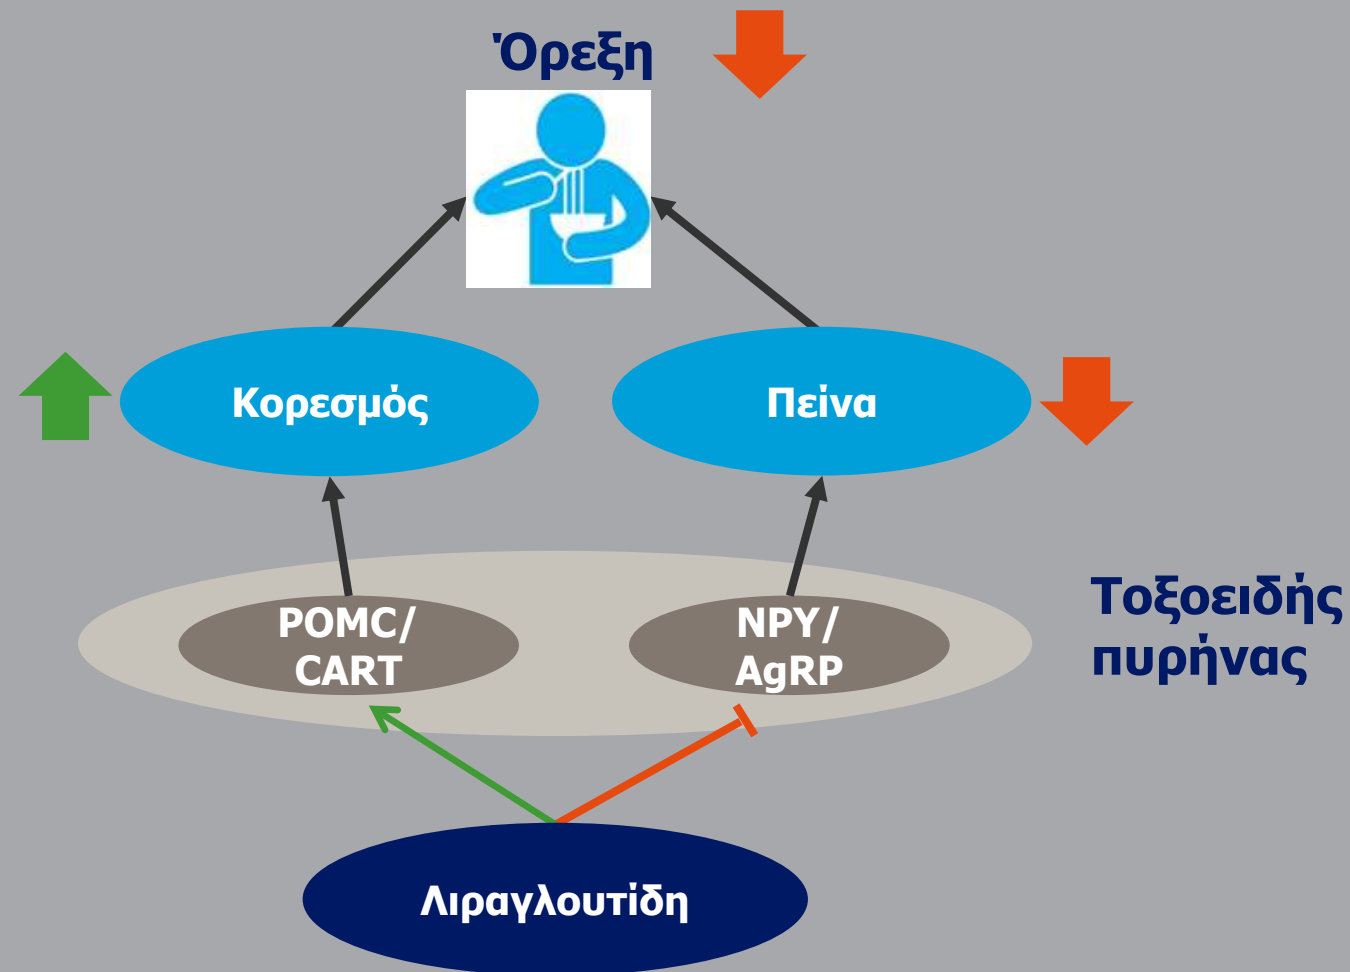 Όρεξη
Κορεσμός
Πείνα
POMC/
CART
NPY/
AgRP
Τοξοειδής
πυρήνας
Λιραγλουτίδη